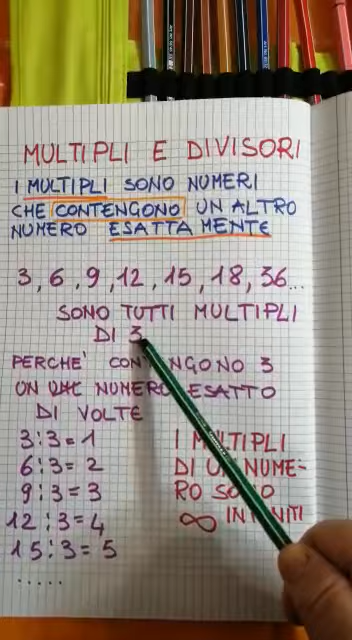 MULTIPLI E DIVISORI
I MULTIPLI SONO NUMERI
CHE CONTENGONO UN ALTRO
NUMERO ESATTAMENTE
3, 6, 9, 12, 15, 18, 36...
SONO TUTTI MULTIPLI
DI 3
PERCHE' CONTENGONO 3
UN NUMERO ESATTO
DI VOLTE
3:3=1
6:3=2
9:3=3
12:3=4
15:3=5
.....
I MULTIPLI
DI UN NUME=
RO SONO
∞ INFINITI